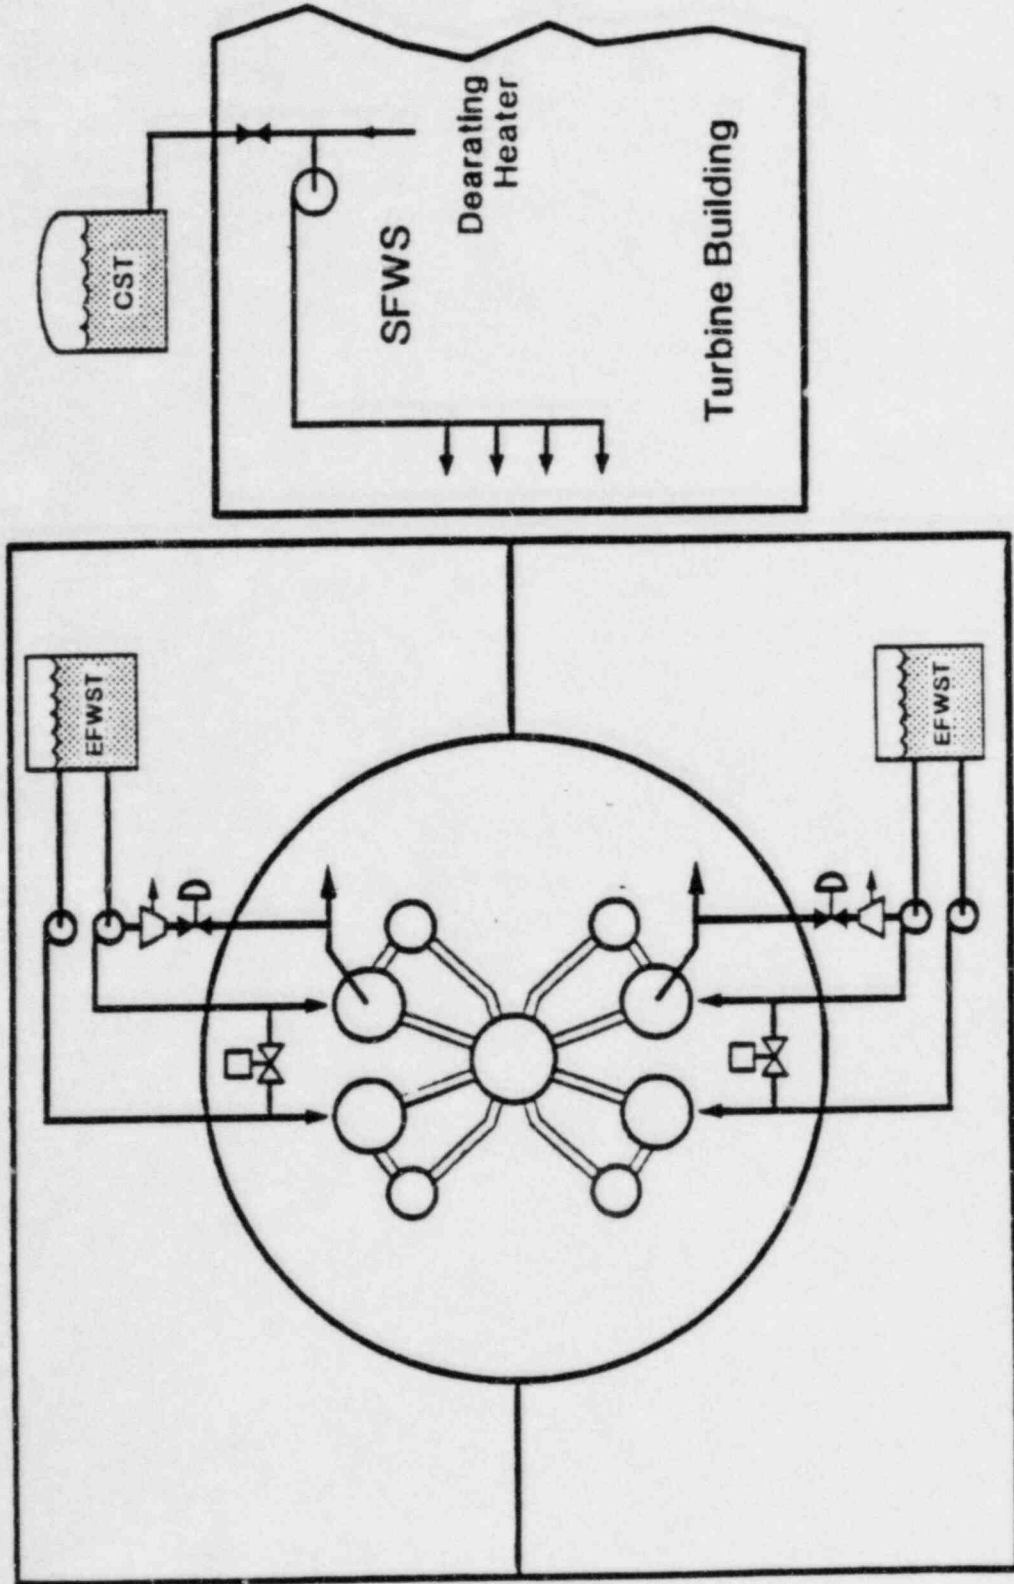 CST
SFWS
Dearating
Heater
Turbine Building
EFWST
EFWST